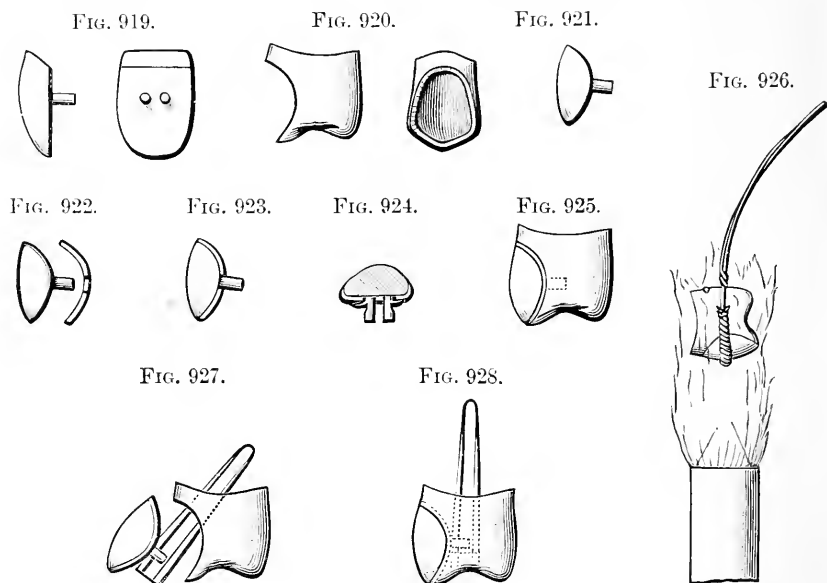 FIG. 919.
FIG. 920.
FIG. 921.
FIG. 926.
FIG. 922.
FIG. 923.
FIG. 924.
FIG. 925.
FIG. 927.
FIG. 928.